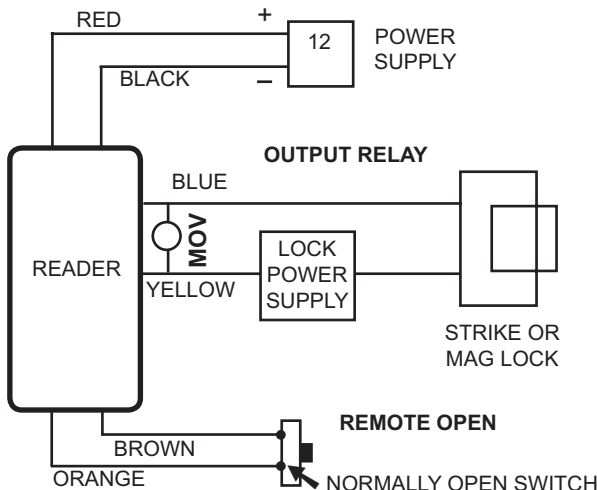 RED
+
12
POWER
SUPPLY
BLACK
–
OUTPUT RELAY
BLUE
MOV
READER
LOCK
POWER
SUPPLY
YELLOW
STRIKE OR
MAG LOCK
REMOTE OPEN
BROWN
ORANGE
NORMALLY OPEN SWITCH